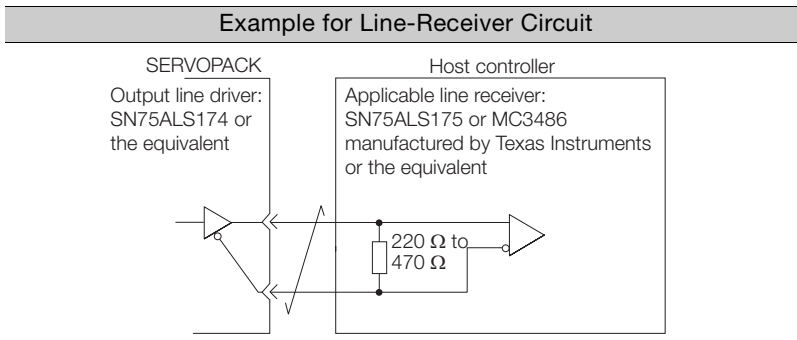 Example for Line-Receiver Circuit
SERVOPACK
Output line driver:
SN75ALS174 or
the equivalent
Host controller
Applicable line receiver:
SN75ALS175 or MC3486
manufactured by Texas Instruments
or the equivalent
220 Ω to
470 Ω